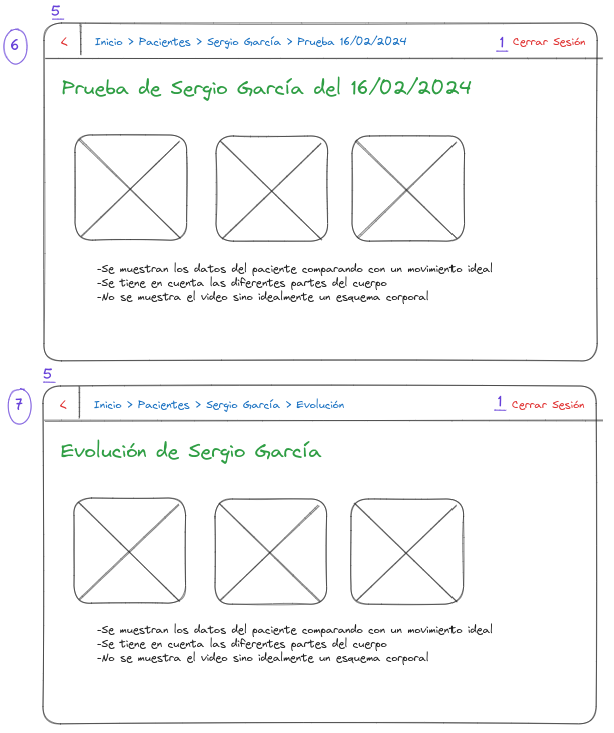 5
6
< Inicio > Pacientes > Sergio García > Prueba 16/02/2024 1 Cerrar Sesión
Prueba de Sergio García del 16/02/2024
-Se muestran los datos del paciente comparando con un movimiento ideal
-Se tiene en cuenta las diferentes partes del cuerpo
-No se muestra el video sino idealmente un esquema corporal
5
7
< Inicio > Pacientes > Sergio García > Evolución 1 Cerrar Sesión
Evolución de Sergio García
-Se muestran los datos del paciente comparando con un movimiento ideal
-Se tiene en cuenta las diferentes partes del cuerpo
-No se muestra el video sino idealmente un esquema corporal